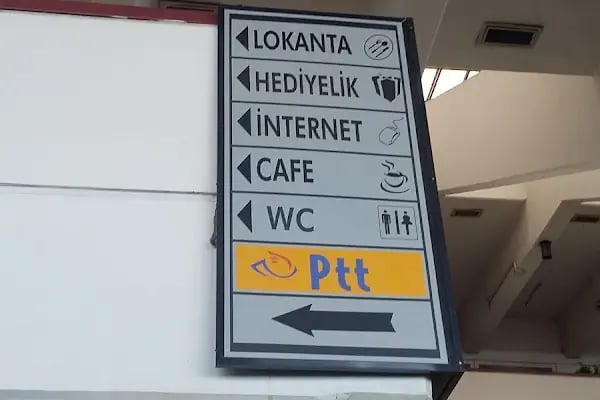 LOKANTA
HEDİYELİK
İNTERNET
CAFE
WC
Ptt